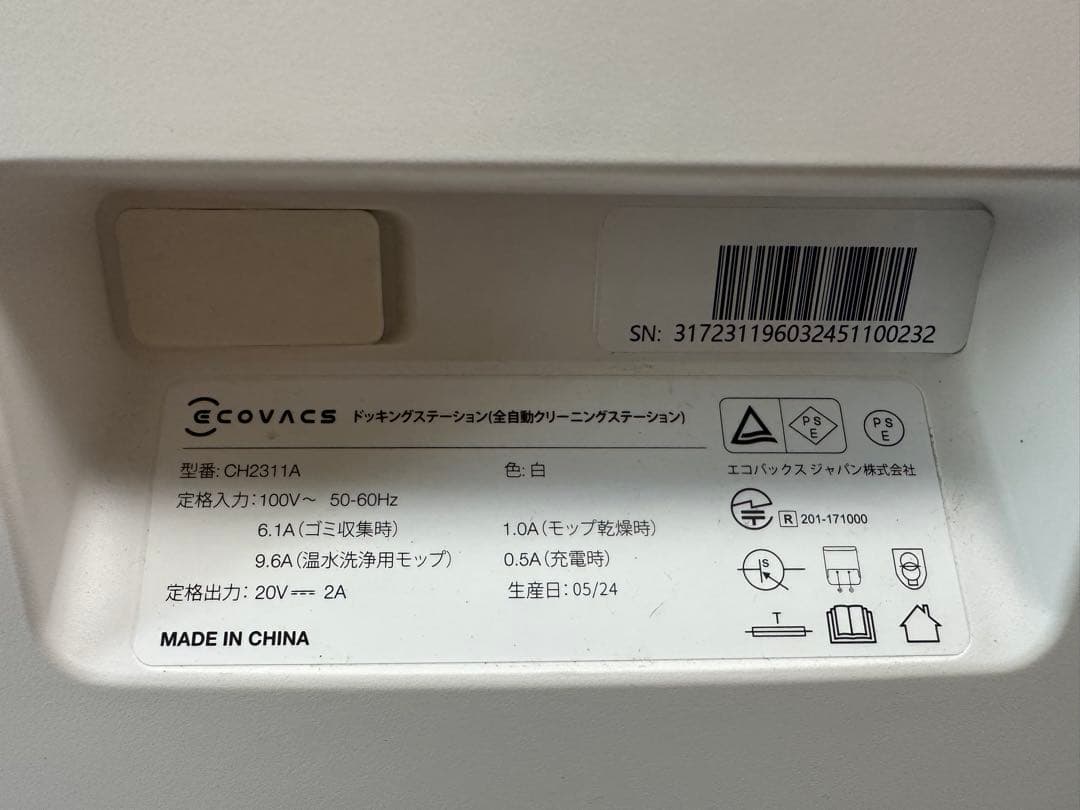 SN: 317231196032451100232
ECOVACS ドッキングステーション(全自動クリーニングステーション)
型番: CH2311A 色: 白
定格入力: 100V～ 50-60Hz
6.1A(ゴミ収集時) 1.0A(モップ乾燥時)
9.6A(温水洗浄用モップ) 0.5A(充電時)
定格出力: 20V⎓ 2A 生産日: 05/24
MADE IN CHINA
PS
E
PS
E
エコバックス ジャパン株式会社
R 201-171000
S
T